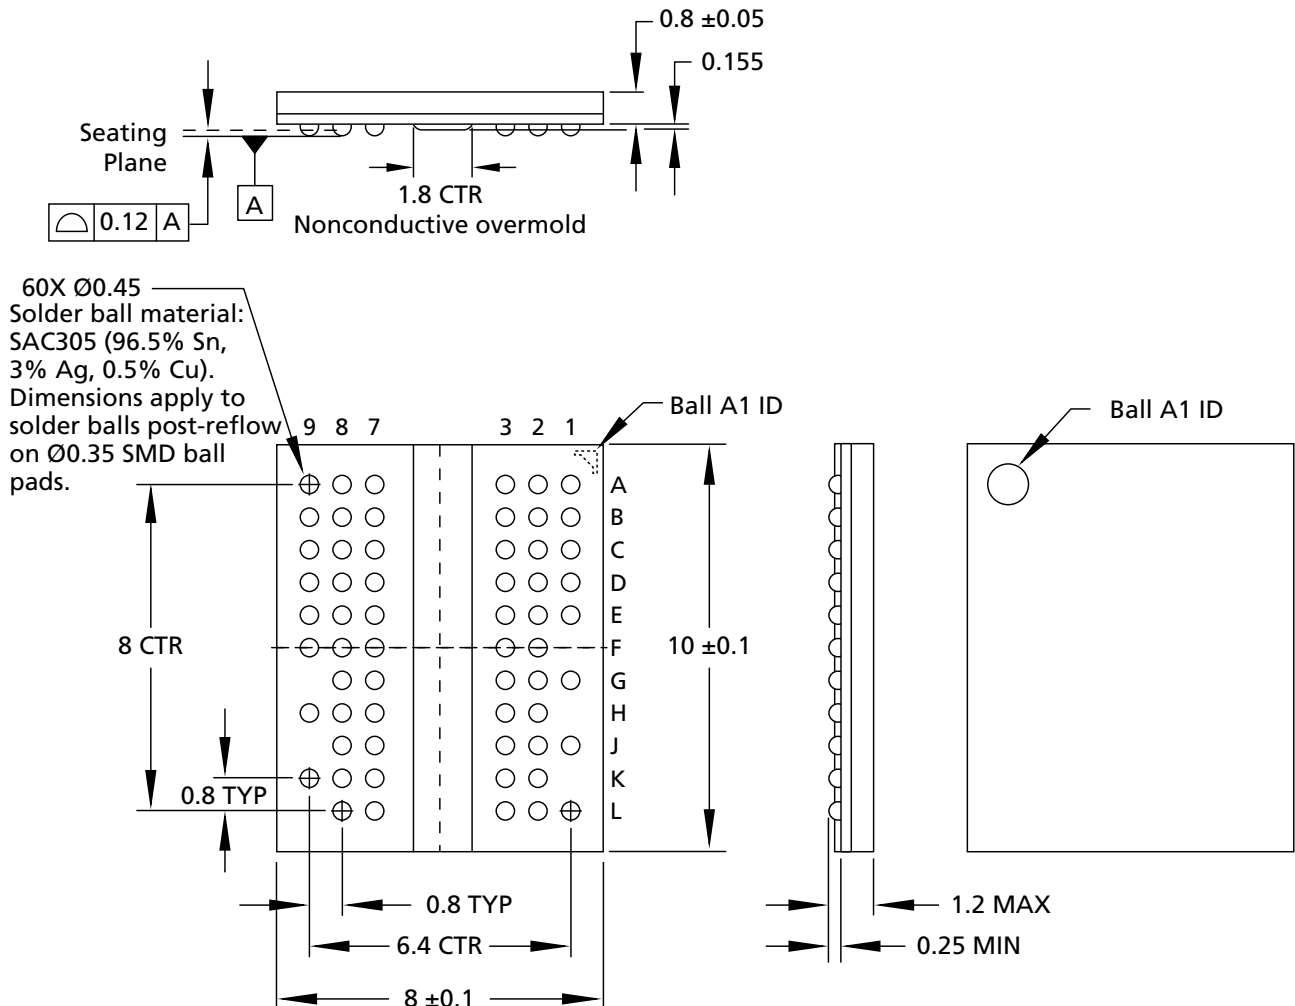 0.8 ±0.05
0.155
Seating
Plane
0.12 A
A
1.8 CTR
Nonconductive overmold
60X Ø0.45
Solder ball material:
SAC305 (96.5% Sn,
3% Ag, 0.5% Cu).
Dimensions apply to
solder balls post-reflow
on Ø0.35 SMD ball
pads.
9 8 7 3 2 1
Ball A1 ID
Ball A1 ID
A
B
C
D
E
F
G
H
J
K
L
8 CTR
10 ±0.1
0.8 TYP
0.8 TYP
1.2 MAX
6.4 CTR
0.25 MIN
8 ±0.1